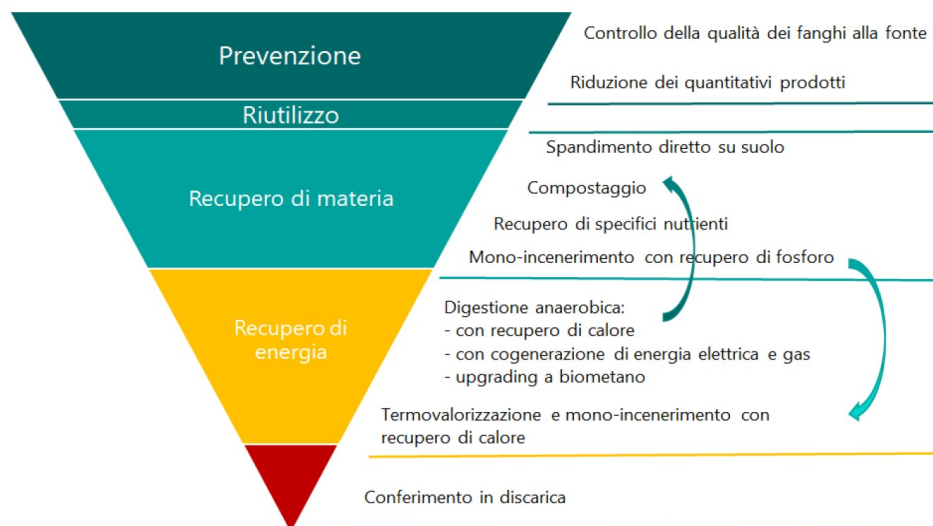 Prevenzione
Controllo della qualità dei fanghi alla fonte
Riduzione dei quantitativi prodotti
Riutilizzo
Recupero di materia
Spandimento diretto su suolo
Compostaggio
Recupero di specifici nutrienti
Mono-incenerimento con recupero di fosforo
Recupero di
energia
Digestione anaerobica:
- con recupero di calore
- con cogenerazione di energia elettrica e gas
- upgrading a biometano
Termovalorizzazione e mono-incenerimento con
recupero di calore
Conferimento in discarica